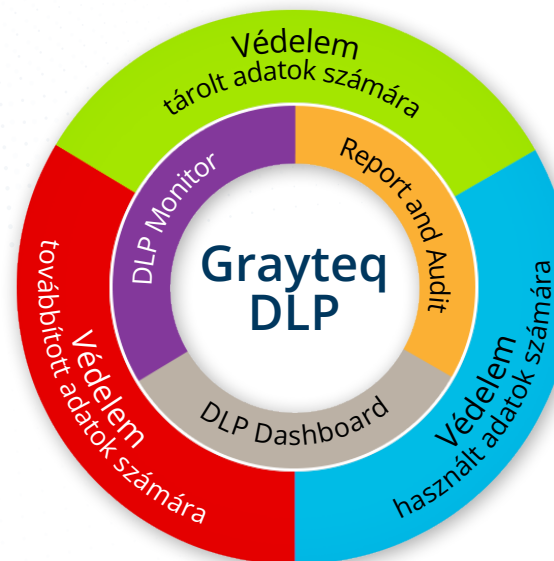 Védelem
tárolt adatok számára
DLP Monitor
Report and Audit
Grayteq
DLP
DLP Dashboard
Védelem
továbbított adatok számára
Védelem
használt adatok számára